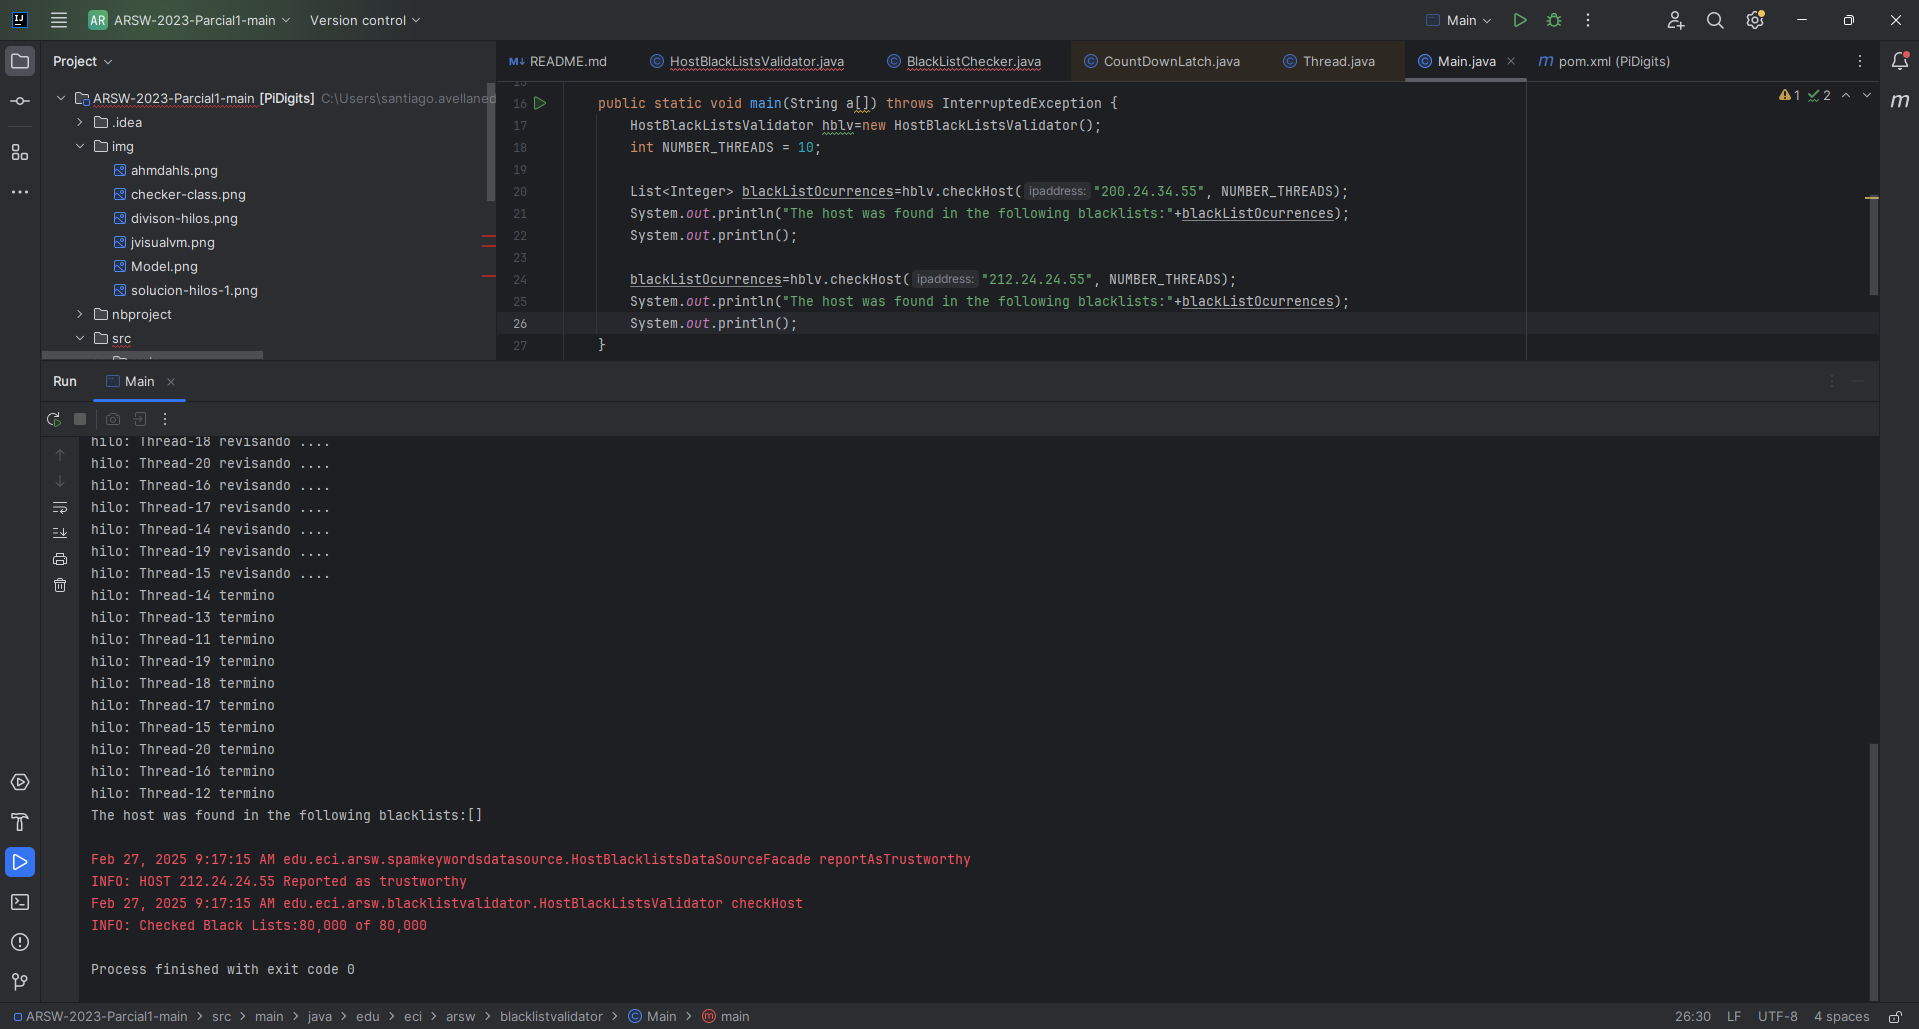 AR ARSW-2023-Parcial1-main Version control Main
Project
README.md HostBlackListsValidator.java BlackListChecker.java CountDownLatch.java Thread.java Main.java pom.xml (PiDigits)
ARSW-2023-Parcial1-main [PiDigits] C:\Users\santiago.avellaned
.idea
img
ahmdahls.png
checker-class.png
divison-hilos.png
jvisualvm.png
Model.png
solucion-hilos-1.png
nbproject
src
1 2
16 public static void main(String a[]) throws InterruptedException {
17 HostBlackListsValidator hblv=new HostBlackListsValidator();
18 int NUMBER_THREADS = 10;
19
20 List<Integer> blackListOcurrences=hblv.checkHost( ipaddress: "200.24.34.55", NUMBER_THREADS);
21 System.out.println("The host was found in the following blacklists:"+blackListOcurrences);
22 System.out.println();
23
24 blackListOcurrences=hblv.checkHost( ipaddress: "212.24.24.55", NUMBER_THREADS);
25 System.out.println("The host was found in the following blacklists:"+blackListOcurrences);
26 System.out.println();
27 }
Run Main
hilo: Thread-18 revisando ....
hilo: Thread-20 revisando ....
hilo: Thread-16 revisando ....
hilo: Thread-17 revisando ....
hilo: Thread-14 revisando ....
hilo: Thread-19 revisando ....
hilo: Thread-15 revisando ....
hilo: Thread-14 termino
hilo: Thread-13 termino
hilo: Thread-11 termino
hilo: Thread-19 termino
hilo: Thread-18 termino
hilo: Thread-17 termino
hilo: Thread-15 termino
hilo: Thread-20 termino
hilo: Thread-16 termino
hilo: Thread-12 termino
The host was found in the following blacklists:[]
Feb 27, 2025 9:17:15 AM edu.eci.arsw.spamkeywordsdatasource.HostBlacklistsDataSourceFacade reportAsTrustworthy
INFO: HOST 212.24.24.55 Reported as trustworthy
Feb 27, 2025 9:17:15 AM edu.eci.arsw.blacklistvalidator.HostBlackListsValidator checkHost
INFO: Checked Black Lists:80,000 of 80,000
Process finished with exit code 0
ARSW-2023-Parcial1-main > src > main > java > edu > eci > arsw > blacklistvalidator > Main > main 26:30 LF UTF-8 4 spaces